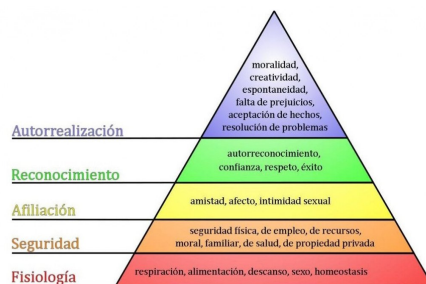 moralidad,
creatividad,
espontaneidad,
falta de prejuicios,
aceptación de hechos,
resolución de problemas
Autorrealización
autorreconocimiento,
confianza, respeto, éxito
Reconocimiento
amistad, afecto, intimidad sexual
Afiliación
seguridad física, de empleo, de recursos,
moral, familiar, de salud, de propiedad privada
Seguridad
respiración, alimentación, descanso, sexo, homeostasis
Fisiología